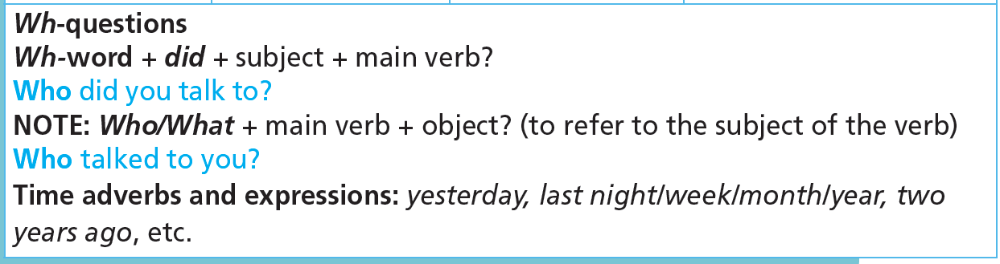 Wh-questions
Wh-word + did + subject + main verb?
Who did you talk to?
NOTE: Who/What + main verb + object? (to refer to the subject of the verb)
Who talked to you?
Time adverbs and expressions: yesterday, last night/week/month/year, two
years ago, etc.